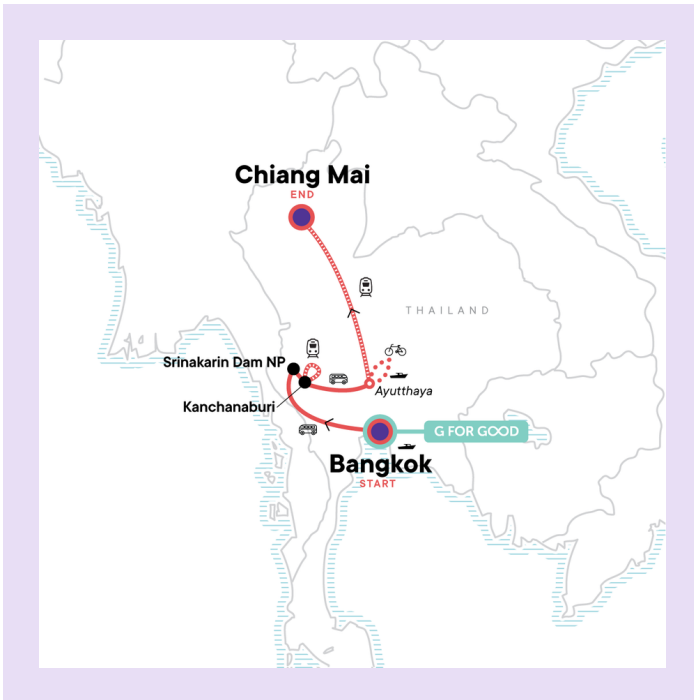 Chiang Mai
END
THAILAND
Srinakarin Dam NP
Ayutthaya
Kanchanaburi
G FOR GOOD
Bangkok
START